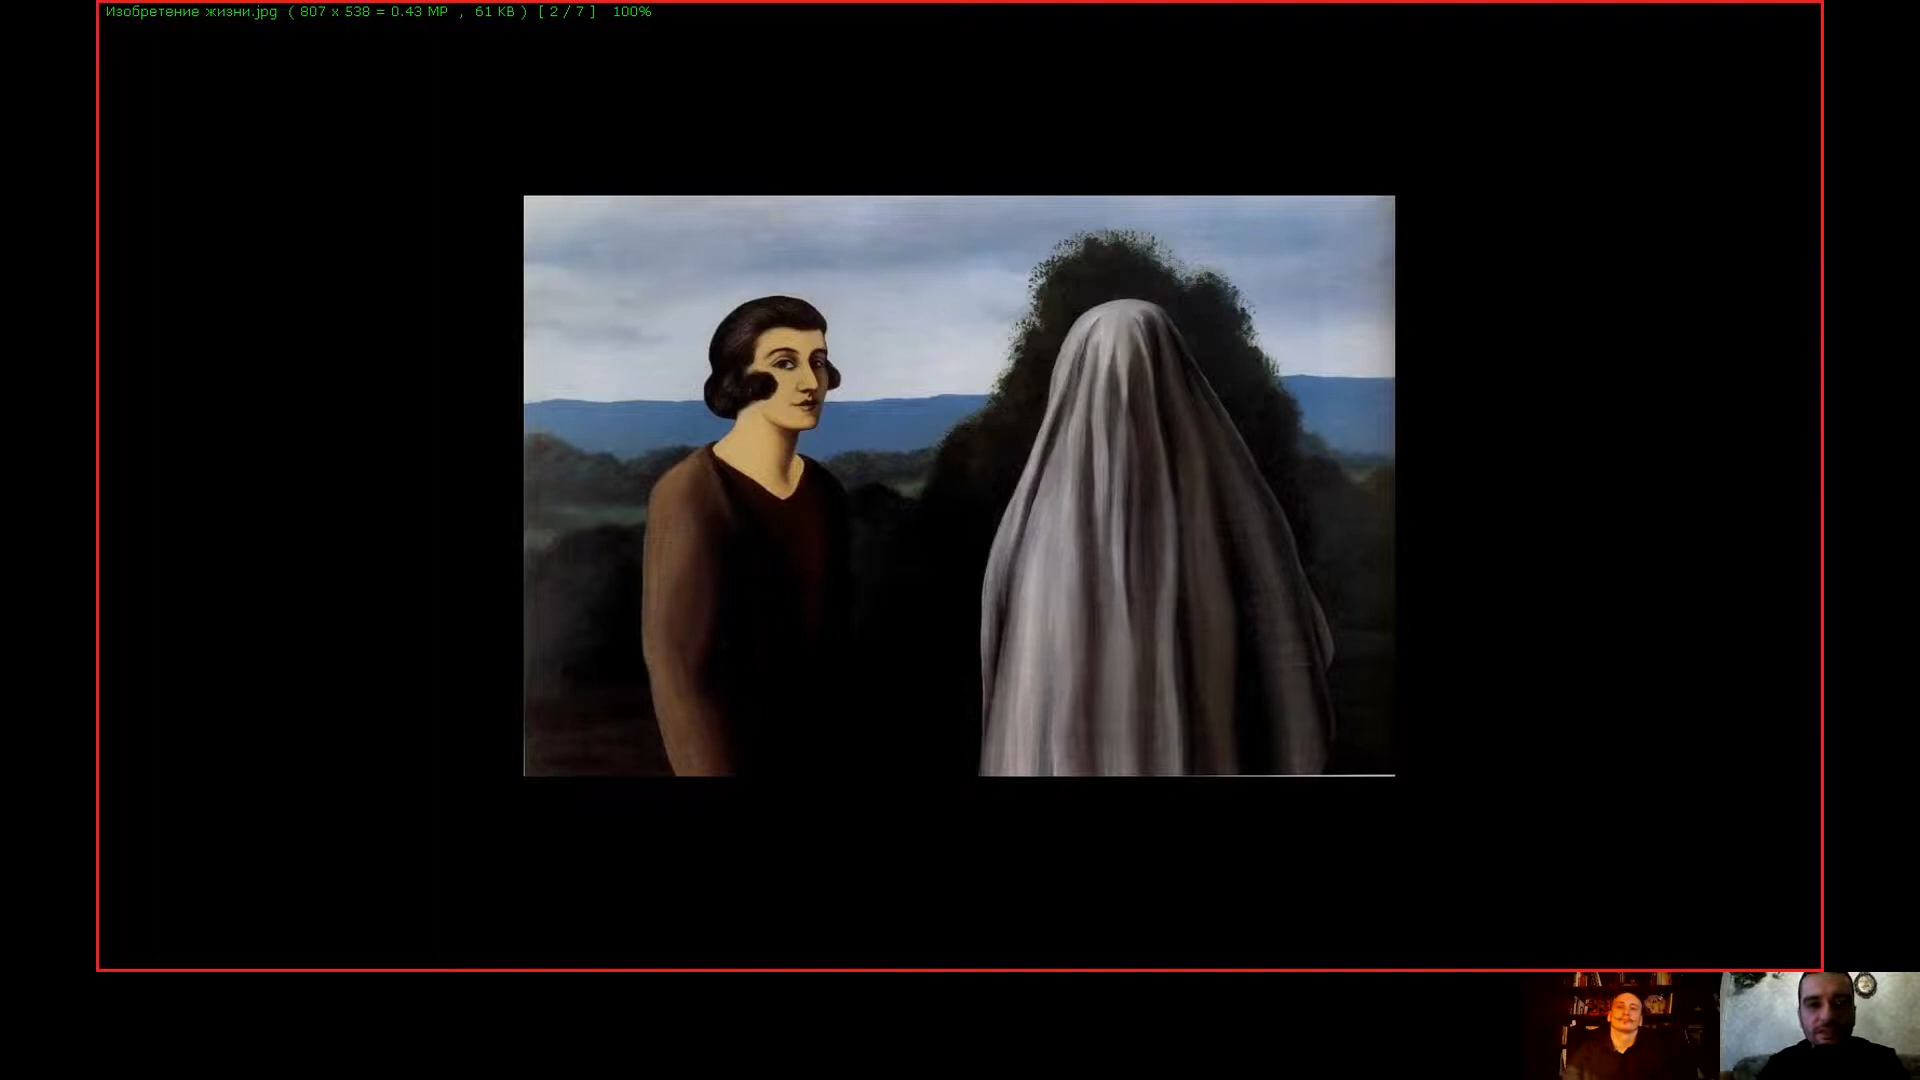 Изобретение жизни.jpg ( 807 x 538 = 0.43 MP , 61 KB ) [ 2 / 7 ] 100%